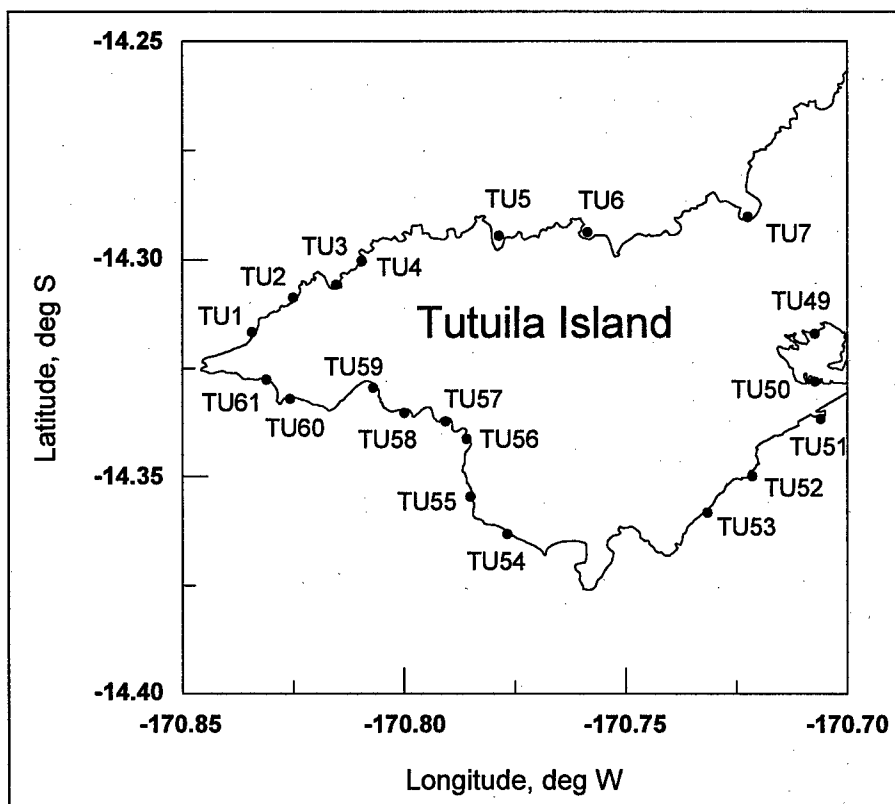 -14.25
TU5
TU6
TU3
TU7
-14.30
TU4
TU2
TU49
TU1
Tutuila Island
TU59
TU50
TU57
TU61
TU60
TU58
TU56
TU51
Latitude, deg S
-14.35
TU52
TU55
TU53
TU54
-14.40
-170.85
-170.80
-170.75
-170.70
Longitude, deg W